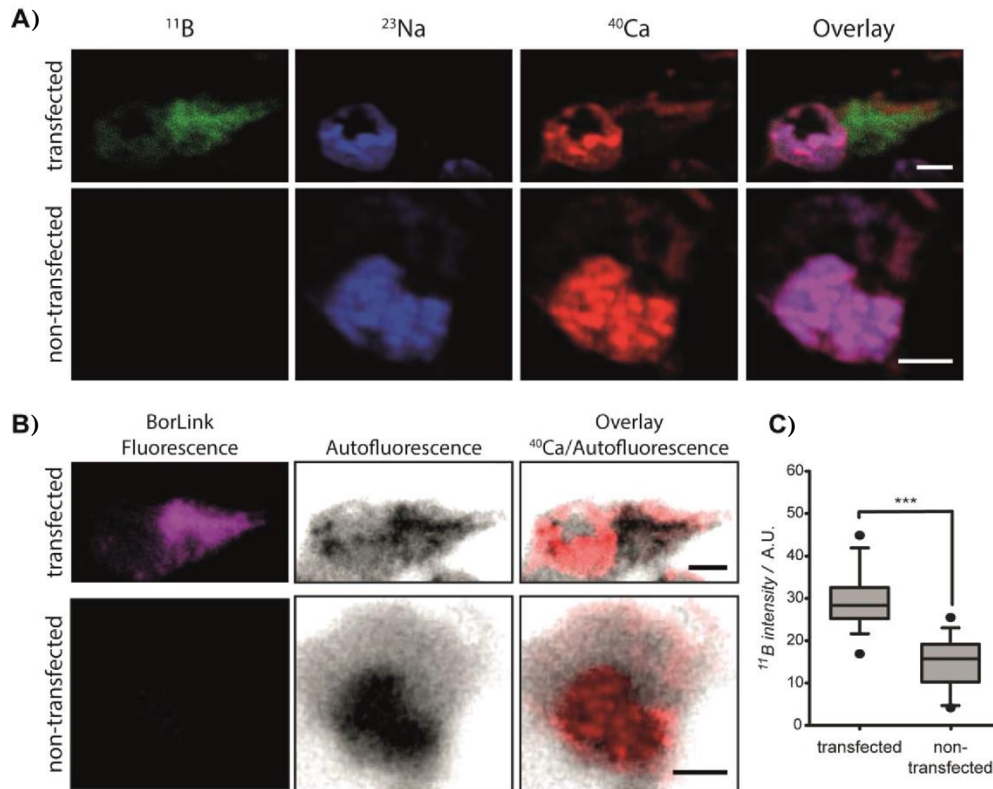 A)
¹¹B ²³Na ⁴⁰Ca Overlay
transfected
non-transfected
B)
BorLink
Fluorescence
Autofluorescence
Overlay
⁴⁰Ca/Autofluorescence
transfected
non-transfected
C)
60
50
40
30
20
10
0
¹¹B intensity / A.U.
***
transfected
non-
transfected